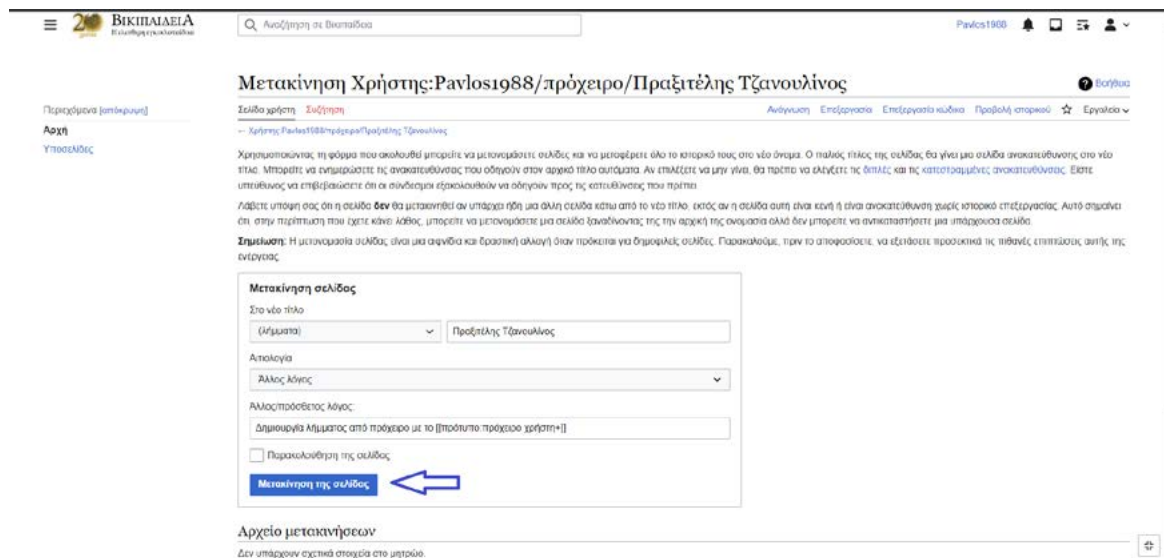 20 ΒΙΚΙΠΑΙΔΕΙΑ
Η ελεύθερη εγκυκλοπαίδεια
Αναζήτηση σε Βικιπαίδεια
Pavlos1988
Μετακίνηση Χρήστης:Pavlos1988/πρόχειρο/Πραξιτέλης Τζανουλίνος
Βοήθεια
Περιεχόμενα [απόκρυψη]
Αρχή
Υποσελίδες
Σελίδα χρήστη Συζήτηση
Ανάγνωση Επεξεργασία Επεξεργασία κώδικα Προβολή ιστορικού Εργαλεία
← Χρήστης:Pavlos1988/πρόχειρο/Πραξιτέλης Τζανουλίνος
Χρησιμοποιώντας τη φόρμα που ακολουθεί μπορείτε να μετονομάσετε σελίδες και να μεταφέρετε όλο το ιστορικό τους στο νέο όνομα. Ο παλιός τίτλος της σελίδας θα γίνει μια σελίδα ανακατεύθυνσης στο νέο
τίτλο. Μπορείτε να ενημερώσετε τις ανακατευθύνσεις που οδηγούν στον αρχικό τίτλο αυτόματα. Αν επιλέξετε να μην γίνει, θα πρέπει να ελέγξετε τις διπλές και τις κατεστραμμένες ανακατευθύνσεις. Είστε
υπεύθυνος να επιβεβαιώσετε ότι οι σύνδεσμοι εξακολουθούν να οδηγούν προς τις κατευθύνσεις που πρέπει.
Λάβετε υπόψη σας ότι η σελίδα δεν θα μετακινηθεί αν υπάρχει ήδη μια άλλη σελίδα κάτω από το νέο τίτλο, εκτός αν η σελίδα αυτή είναι κενή ή είναι ανακατεύθυνση χωρίς ιστορικό επεξεργασίας. Αυτό σημαίνει
ότι, στην περίπτωση που έχετε κάνει λάθος, μπορείτε να μετονομάσετε μια σελίδα ξαναδίνοντας της την αρχική της ονομασία αλλά δεν μπορείτε να αντικαταστήσετε μια υπάρχουσα σελίδα.
Σημείωση: Η μετονομασία σελίδας είναι μια αιφνίδια και δραστική αλλαγή όταν πρόκειται για δημοφιλείς σελίδες. Παρακαλούμε, πριν το αποφασίσετε, να εξετάσετε προσεκτικά τις πιθανές επιπτώσεις αυτής της
ενέργειας.
Μετακίνηση σελίδας
Στο νέο τίτλο
(λήμματα) Πραξιτέλης Τζανουλίνος
Αιτιολογία
Άλλος λόγος
Άλλος/πρόσθετος λόγος:
Δημιουργία λήμματος από πρόχειρο με το [[πρότυπο:πρόχειρο χρήστη+]]
Παρακολούθηση της σελίδας
Μετακίνηση της σελίδας
Αρχείο μετακινήσεων
Δεν υπάρχουν σχετικά στοιχεία στο μητρώο.